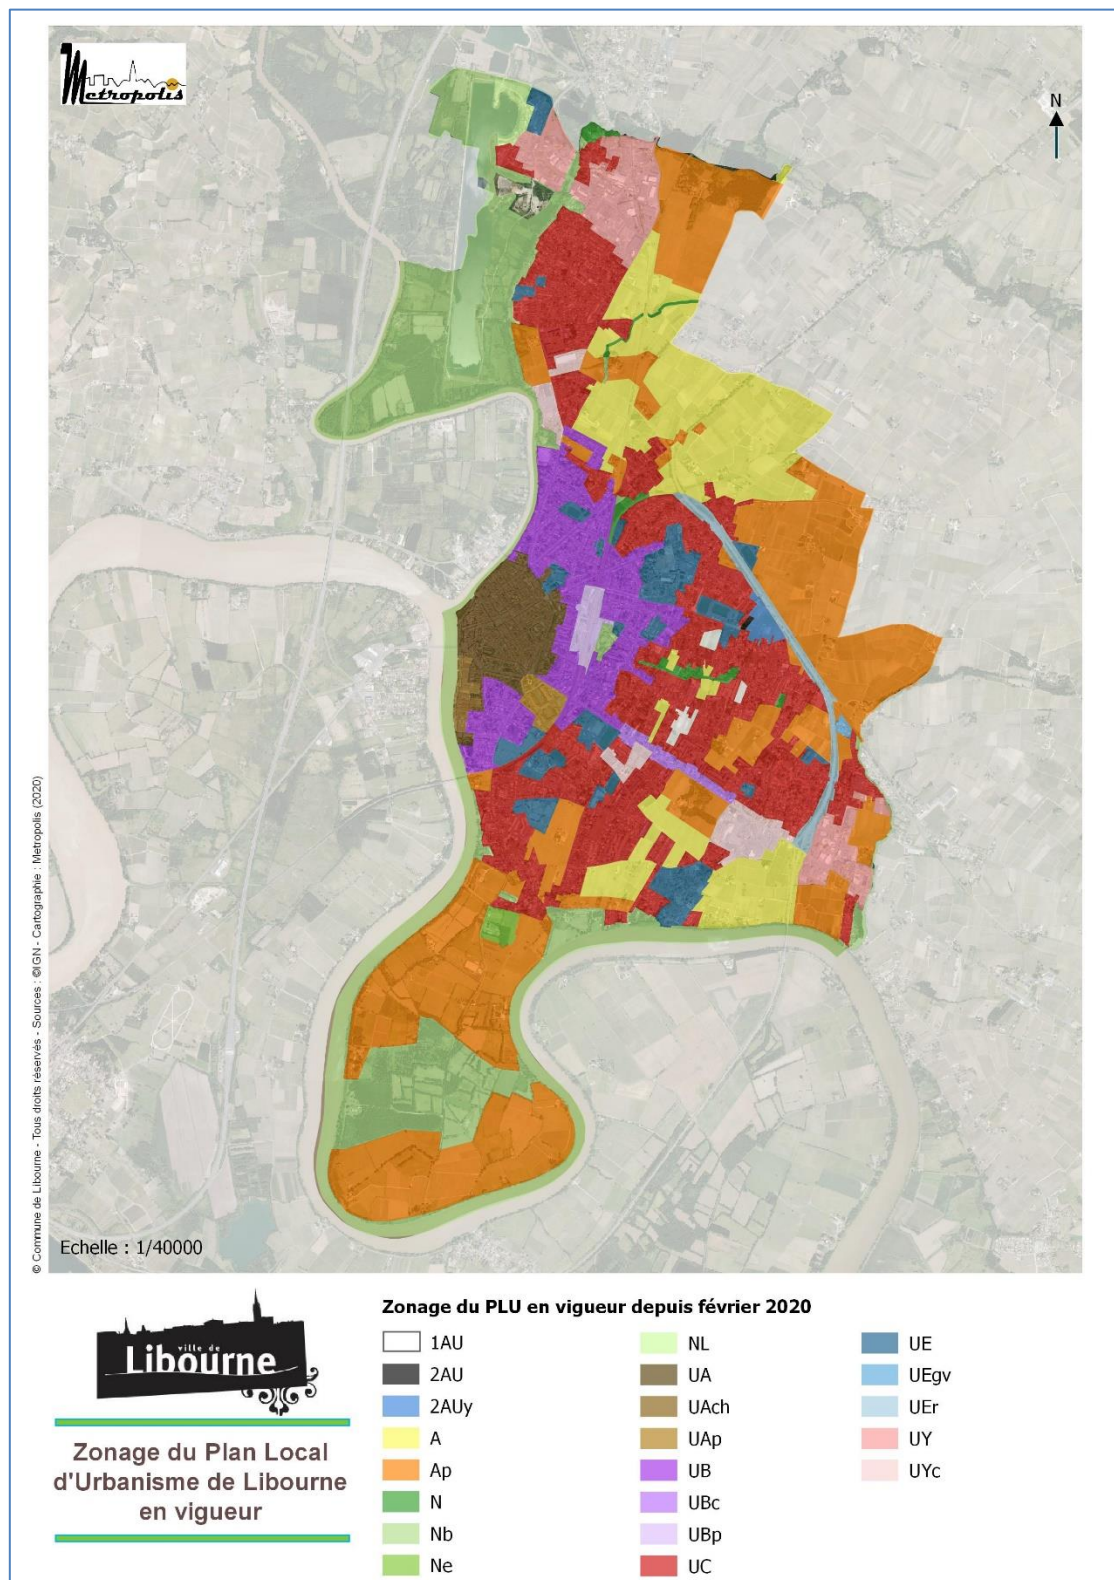 Metropolis
N
© Commune de Libourne - Tous droits réservés - Sources : ©IGN - Cartographie : Metropolis (2020)
Echelle : 1/40000
ville de
Libourne
Zonage du Plan Local
d'Urbanisme de Libourne
en vigueur
Zonage du PLU en vigueur depuis février 2020
1AU
2AU
2AUy
A
Ap
N
Nb
Ne
NL
UA
UAch
UAp
UB
UBc
UBp
UC
UE
UEgv
UEr
UY
UYc